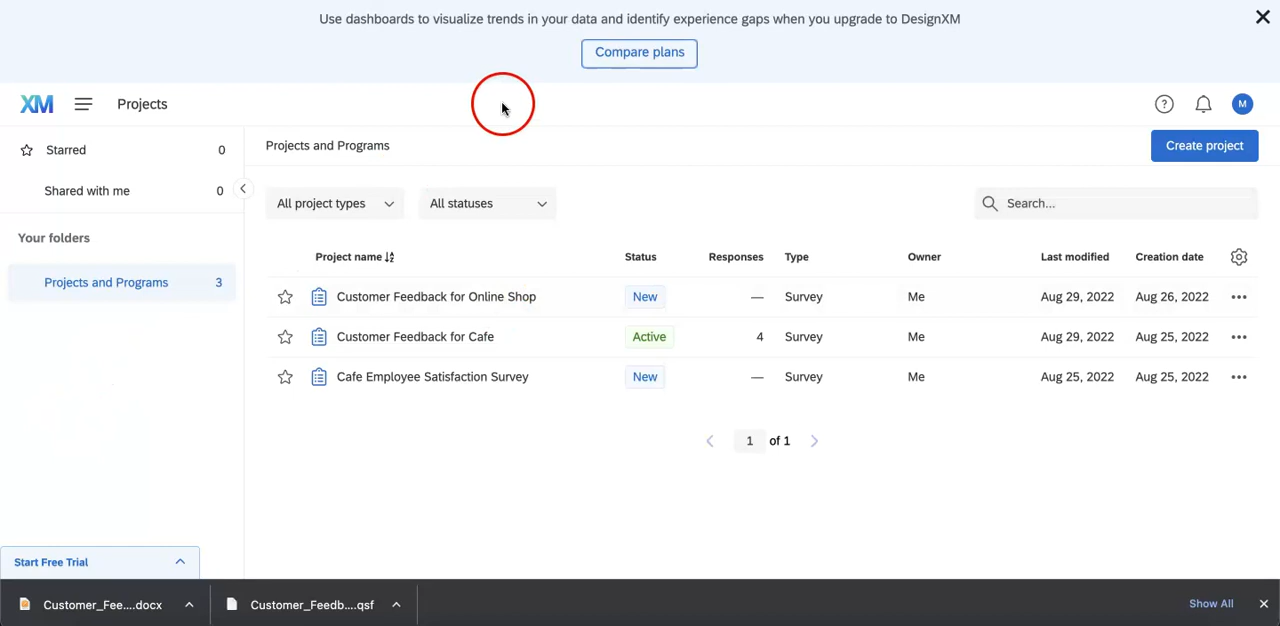 Use dashboards to visualize trends in your data and identify experience gaps when you upgrade to DesignXM
Compare plans
XM Projects
M
Starred 0
Shared with me 0
Your folders
Projects and Programs 3
Projects and Programs
Create project
All project types
All statuses
Search...
Project name Status Responses Type Owner Last modified Creation date
Customer Feedback for Online Shop New — Survey Me Aug 29, 2022 Aug 26, 2022
Customer Feedback for Cafe Active 4 Survey Me Aug 29, 2022 Aug 25, 2022
Cafe Employee Satisfaction Survey New — Survey Me Aug 25, 2022 Aug 25, 2022
1 of 1
Start Free Trial
Customer_Fee....docx
Customer_Feedb....qsf
Show All